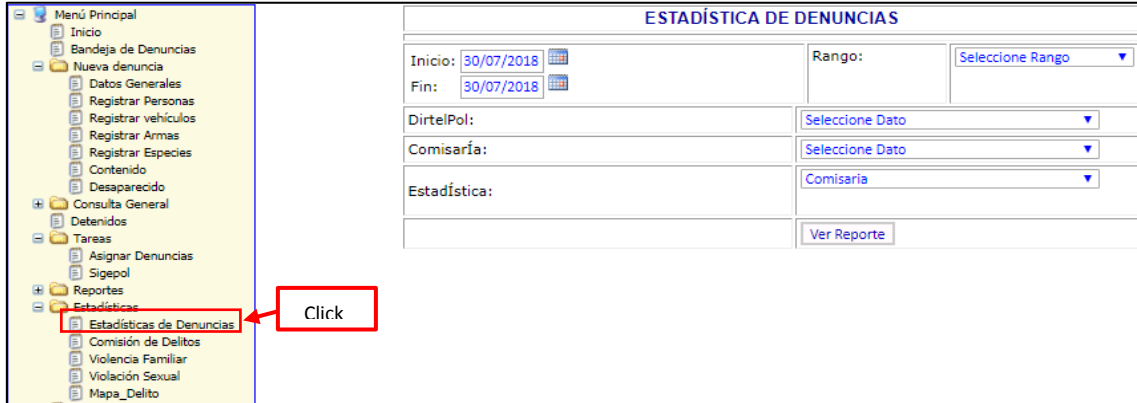 Menú Principal
Inicio
Bandeja de Denuncias
Nueva denuncia
Datos Generales
Registrar Personas
Registrar vehículos
Registrar Armas
Registrar Especies
Contenido
Desaparecido
Consulta General
Detenidos
Tareas
Asignar Denuncias
Sigepol
Reportes
Estadísticas
Estadísticas de Denuncias
Comisión de Delitos
Violencia Familiar
Violación Sexual
Mapa_Delito
Click
ESTADÍSTICA DE DENUNCIAS
Inicio: 30/07/2018 Rango: Seleccione Rango
Fin: 30/07/2018
DirtelPol: Seleccione Dato
ComisarÍa: Seleccione Dato
EstadÍstica: Comisaria
Ver Reporte